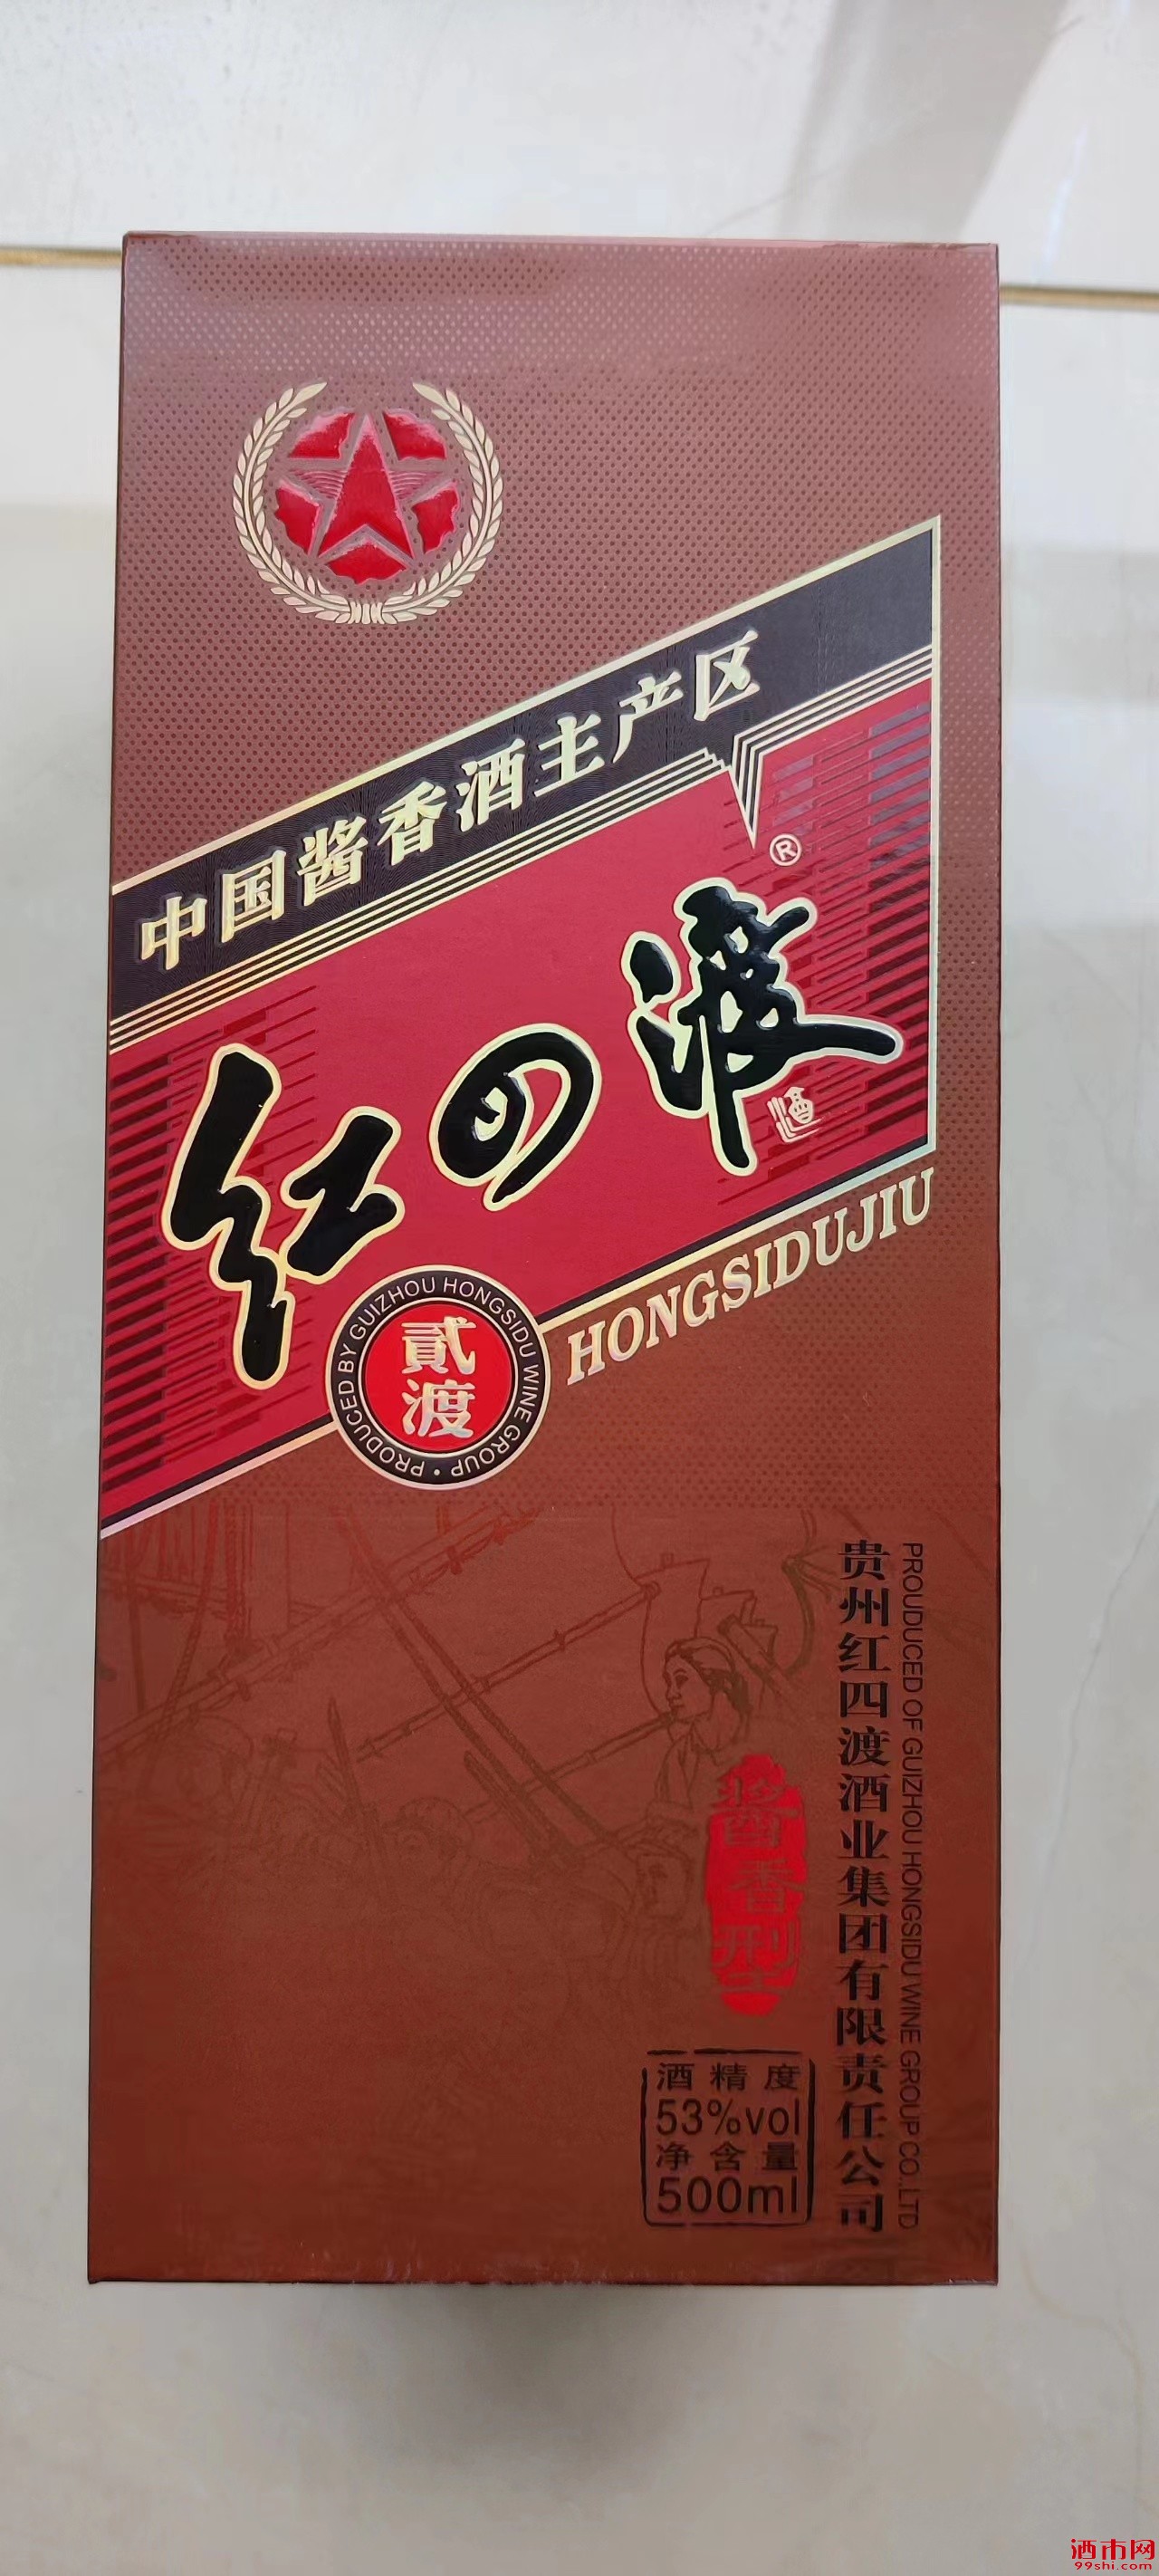 中国酱香酒主产区
®
红四渡
酒
HONGSIDUJIU
PRODUCED BY GUIZHOU HONGSIDU WINE GROUP •
貳
渡
酱香型
贵州红四渡酒业集团有限责任公司
PROUDUCED OF GUIZHOU HONGSIDU WINE GROUP CO.,LTD
酒精度
53%vol
净含量
500ml
酒市网
99shi.com